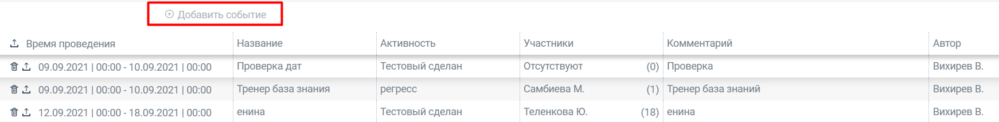 Добавить событие
Время проведения Название Активность Участники Комментарий Автор
09.09.2021 | 00:00 - 10.09.2021 | 00:00 Проверка дат Тестовый сделан Отсутствуют (0) Проверка Вихирев В.
09.09.2021 | 00:00 - 10.09.2021 | 00:00 Тренер база знания регресс Самбиева М. (1) Тренер база знаний Вихирев В.
12.09.2021 | 00:00 - 18.09.2021 | 00:00 енина Тестовый сделан Теленкова Ю. (18) енина Вихирев В.